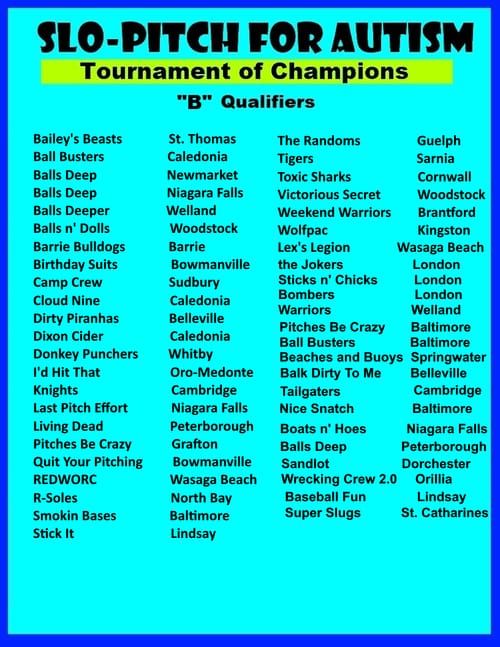 SLO-PITCH FOR AUTISM
Tournament of Champions
"B" Qualifiers
Bailey's Beasts St. Thomas
Ball Busters Caledonia
Balls Deep Newmarket
Balls Deep Niagara Falls
Balls Deeper Welland
Balls n' Dolls Woodstock
Barrie Bulldogs Barrie
Birthday Suits Bowmanville
Camp Crew Sudbury
Cloud Nine Caledonia
Dirty Piranhas Belleville
Dixon Cider Caledonia
Donkey Punchers Whitby
I'd Hit That Oro-Medonte
Knights Cambridge
Last Pitch Effort Niagara Falls
Living Dead Peterborough
Pitches Be Crazy Grafton
Quit Your Pitching Bowmanville
REDWORC Wasaga Beach
R-Soles North Bay
Smokin Bases Baltimore
Stick It Lindsay
The Randoms Guelph
Tigers Sarnia
Toxic Sharks Cornwall
Victorious Secret Woodstock
Weekend Warriors Brantford
Wolfpac Kingston
Lex's Legion Wasaga Beach
the Jokers London
Sticks n' Chicks London
Bombers London
Warriors Welland
Pitches Be Crazy Baltimore
Ball Busters Baltimore
Beaches and Buoys Springwater
Balk Dirty To Me Belleville
Tailgaters Cambridge
Nice Snatch Baltimore
Boats n' Hoes Niagara Falls
Balls Deep Peterborough
Sandlot Dorchester
Wrecking Crew 2.0 Orillia
Baseball Fun Lindsay
Super Slugs St. Catharines